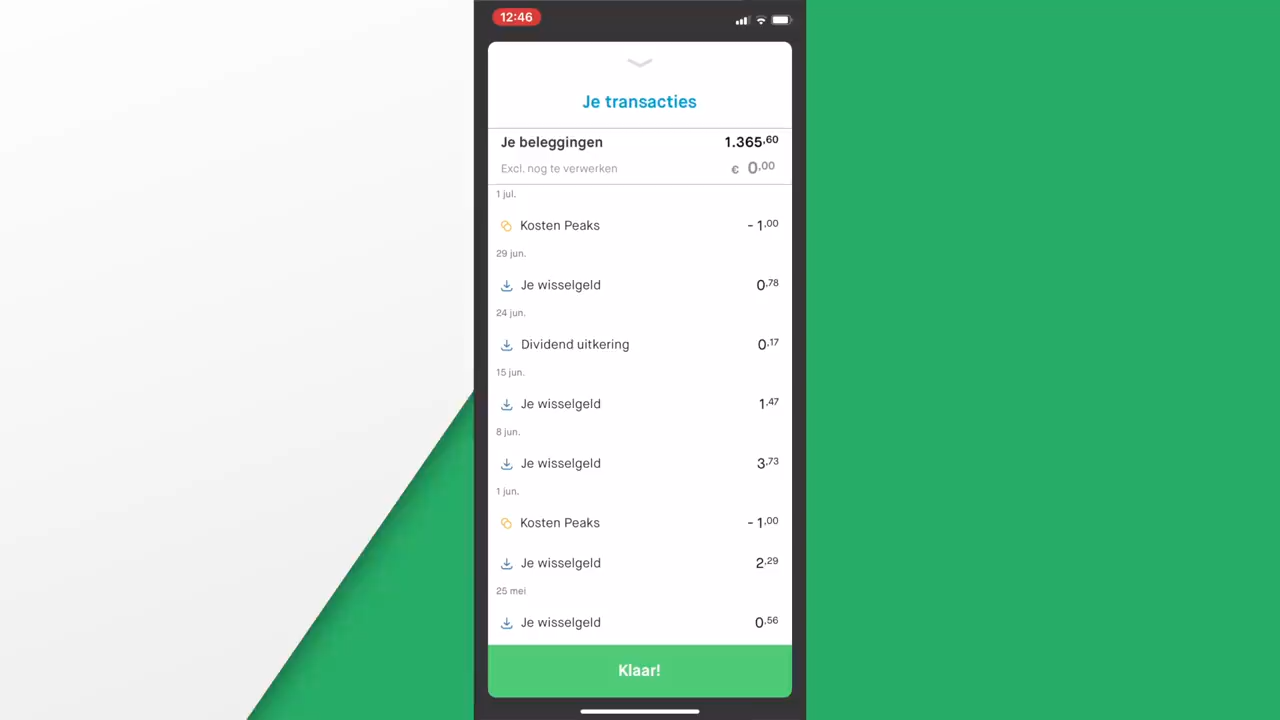 12:46
Je transacties
Je beleggingen 1.365,60
Excl. nog te verwerken € 0,00
1 jul.
Kosten Peaks - 1,00
29 jun.
Je wisselgeld 0,78
24 jun.
Dividend uitkering 0,17
15 jun.
Je wisselgeld 1,47
8 jun.
Je wisselgeld 3,73
1 jun.
Kosten Peaks - 1,00
Je wisselgeld 2,29
25 mei
Je wisselgeld 0,56
Klaar!